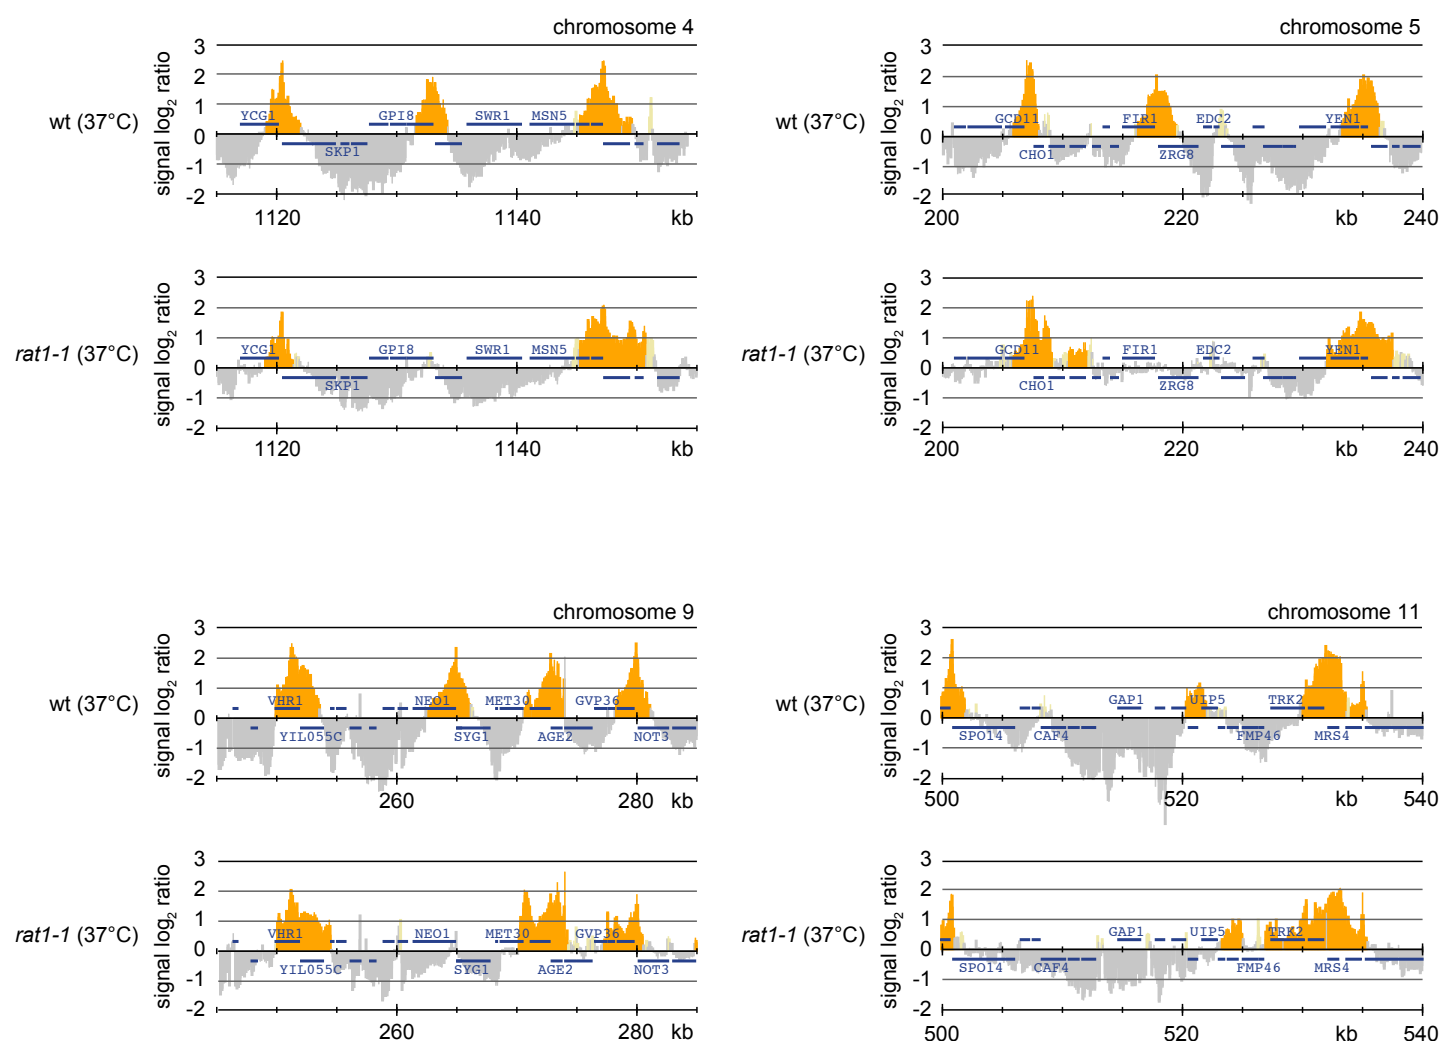 chromosome 4
wt (37°C)
signal log2 ratio
3
2
1
0
-1
-2
YCG1
GPI8
SWR1
MSN5
SKP1
1120
1140
kb
rat1-1 (37°C)
signal log2 ratio
3
2
1
0
-1
-2
YCG1
GPI8
SWR1
MSN5
SKP1
1120
1140
kb
chromosome 5
wt (37°C)
signal log2 ratio
3
2
1
0
-1
-2
GCD11
FIR1
EDC2
YEN1
CHO1
ZRG8
200
220
kb
240
rat1-1 (37°C)
signal log2 ratio
3
2
1
0
-1
-2
GCD11
FIR1
EDC2
YEN1
CHO1
ZRG8
200
220
kb
240
chromosome 9
wt (37°C)
signal log2 ratio
3
2
1
0
-1
-2
VHR1
NEO1
MET30
GVP36
YIL055C
SYG1
AGE2
NOT3
260
280
kb
rat1-1 (37°C)
signal log2 ratio
3
2
1
0
-1
-2
VHR1
NEO1
MET30
GVP36
YIL055C
SYG1
AGE2
NOT3
260
280
kb
chromosome 11
wt (37°C)
signal log2 ratio
3
2
1
0
-1
-2
GAP1
UIP5
TRK2
SPO14
CAF4
FMP46
MRS4
500
520
kb
540
rat1-1 (37°C)
signal log2 ratio
3
2
1
0
-1
-2
GAP1
UIP5
TRK2
SPO14
CAF4
FMP46
MRS4
500
520
kb
540